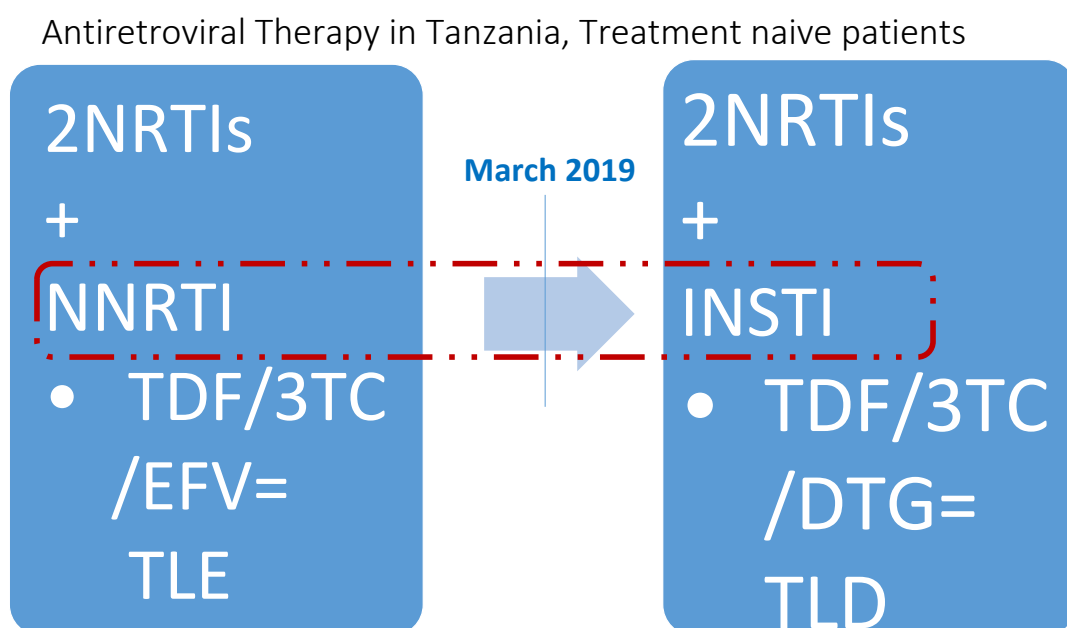 Antiretroviral Therapy in Tanzania, Treatment naive patients
2NRTIs
+
NNRTI
• TDF/3TC
/EFV=
TLE
March 2019
2NRTIs
+
INSTI
• TDF/3TC
/DTG=
TLD